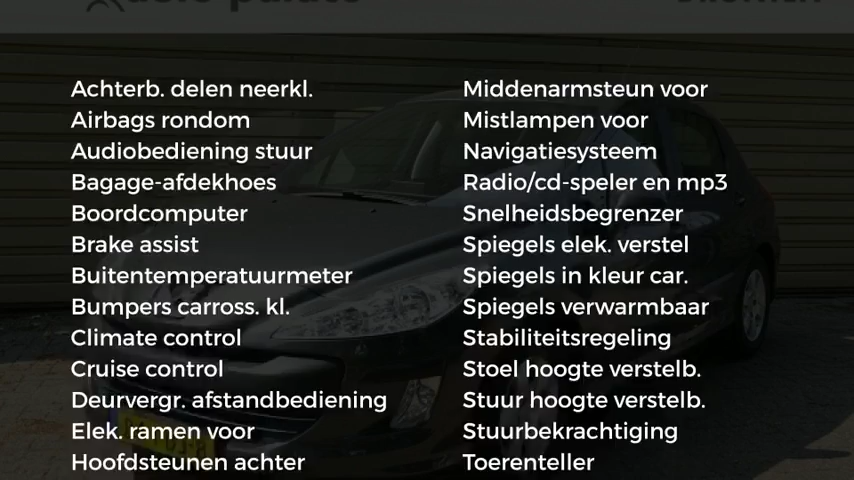 Achterb. delen neerkl.
Airbags rondom
Audiobediening stuur
Bagage-afdekhoes
Boordcomputer
Brake assist
Buitentemperatuurmeter
Bumpers carross. kl.
Climate control
Cruise control
Deurvergr. afstandbediening
Elek. ramen voor
Hoofdsteunen achter
Middenarmsteun voor
Mistlampen voor
Navigatiesysteem
Radio/cd-speler en mp3
Snelheidsbegrenzer
Spiegels elek. verstel
Spiegels in kleur car.
Spiegels verwarmbaar
Stabiliteitsregeling
Stoel hoogte verstelb.
Stuur hoogte verstelb.
Stuurbekrachtiging
Toerenteller